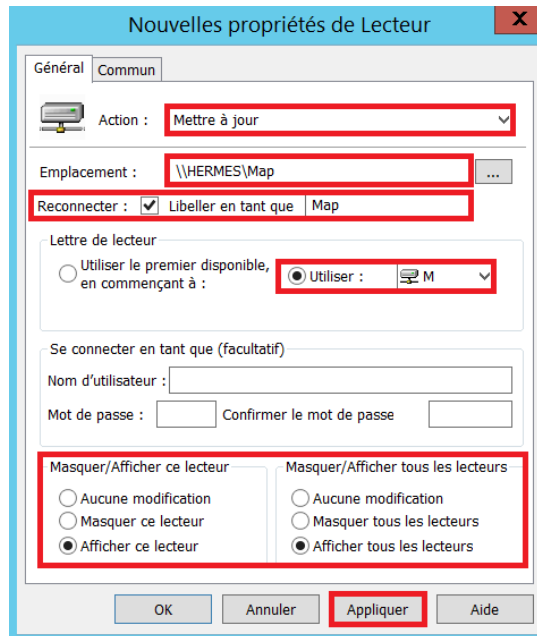 Nouvelles propriétés de Lecteur
Général Commun
Action : Mettre à jour
Emplacement : \\HERMES\Map ...
Reconnecter : Libeller en tant que Map
Lettre de lecteur
Utiliser le premier disponible,
en commençant à :
Utiliser : M
Se connecter en tant que (facultatif)
Nom d'utilisateur :
Mot de passe : Confirmer le mot de passe
Masquer/Afficher ce lecteur Masquer/Afficher tous les lecteurs
Aucune modification Aucune modification
Masquer ce lecteur Masquer tous les lecteurs
Afficher ce lecteur Afficher tous les lecteurs
OK Annuler Appliquer Aide